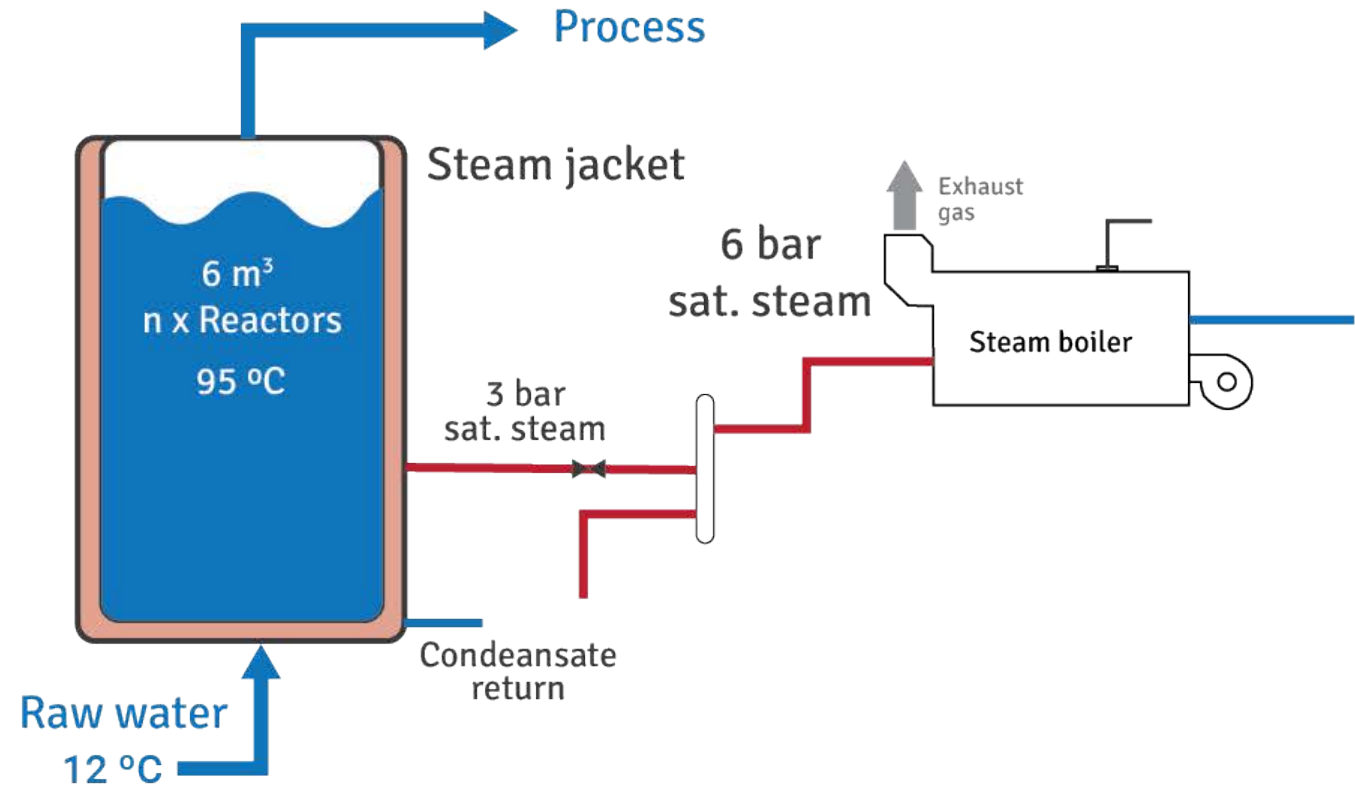 Process
Steam jacket
6 m³
n x Reactors
95 ºC
3 bar
sat. steam
6 bar
sat. steam
Exhaust
gas
Steam boiler
Condeansate
return
Raw water
12 ºC